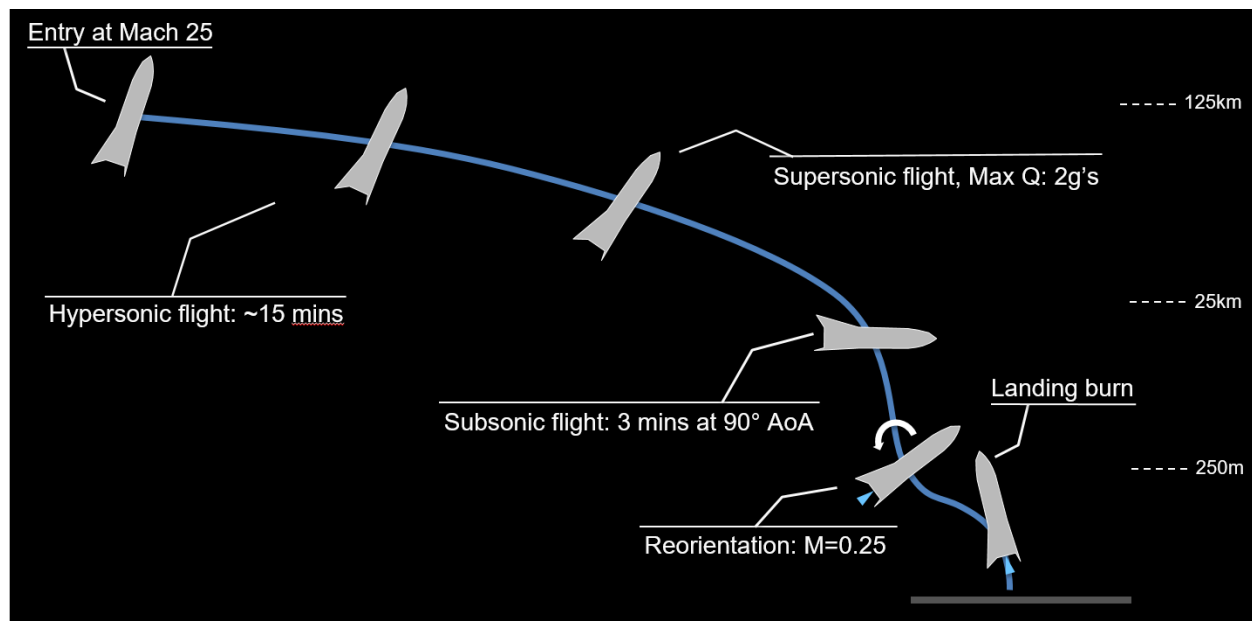 Entry at Mach 25
125km
Supersonic flight, Max Q: 2g's
25km
Hypersonic flight: ~15 mins
Landing burn
Subsonic flight: 3 mins at 90° AoA
250m
Reorientation: M=0.25